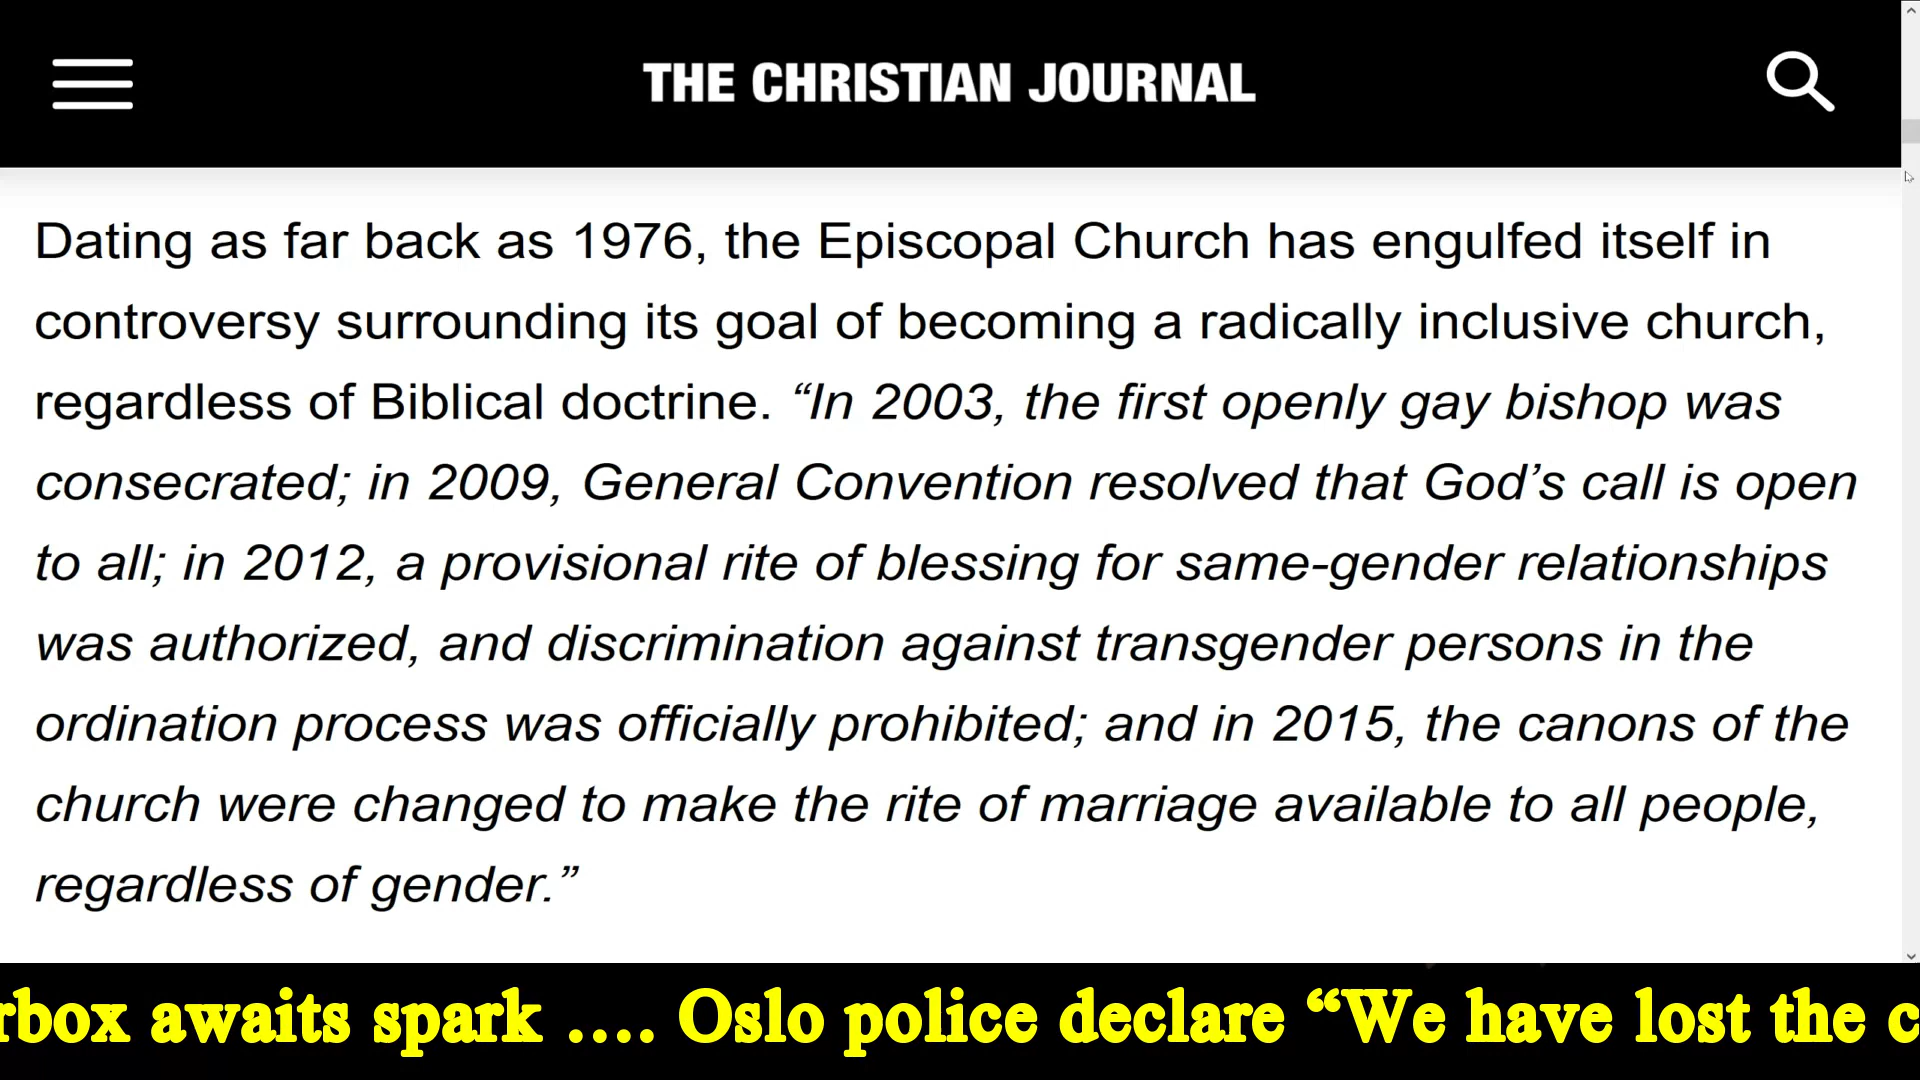 THE CHRISTIAN JOURNAL
Dating as far back as 1976, the Episcopal Church has engulfed itself in
controversy surrounding its goal of becoming a radically inclusive church,
regardless of Biblical doctrine. “In 2003, the first openly gay bishop was
consecrated; in 2009, General Convention resolved that God’s call is open
to all; in 2012, a provisional rite of blessing for same-gender relationships
was authorized, and discrimination against transgender persons in the
ordination process was officially prohibited; and in 2015, the canons of the
church were changed to make the rite of marriage available to all people,
regardless of gender.”
awaits spark .... Oslo police declare “We have lost the